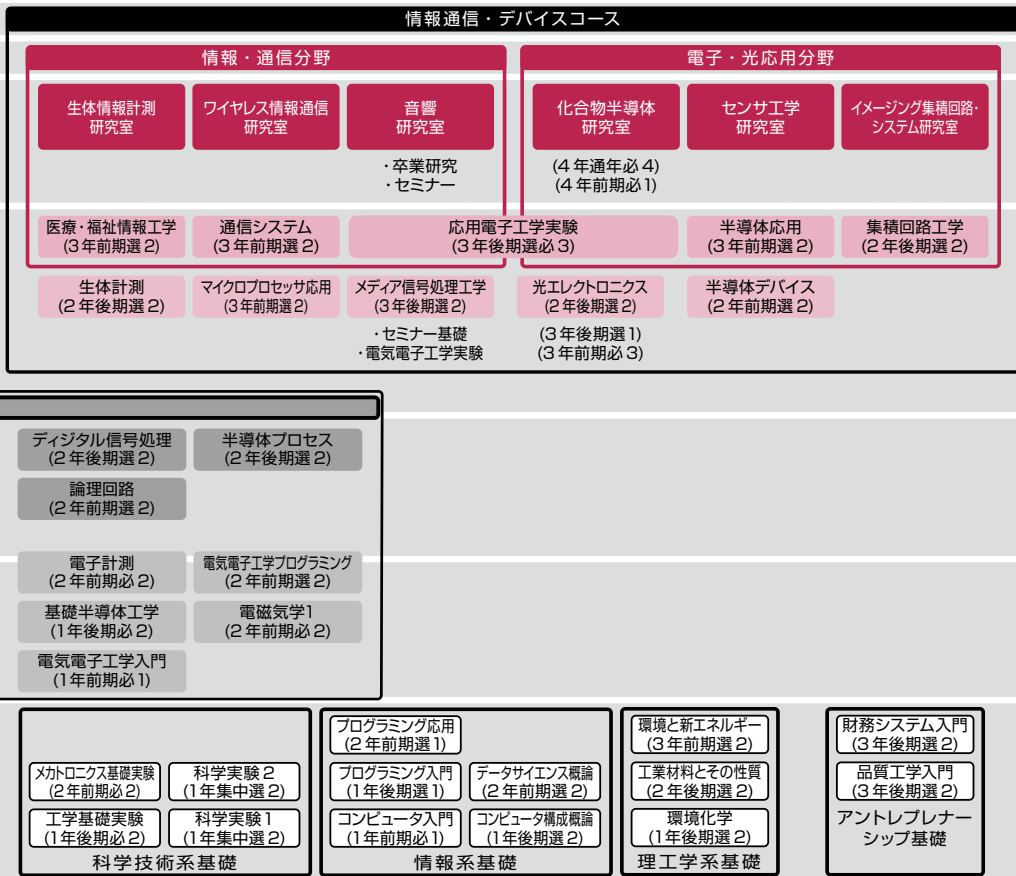 情報通信・デバイスコース
情報・通信分野
電子・光応用分野
生体情報計測
研究室
ワイヤレス情報通信
研究室
音響
研究室
化合物半導体
研究室
センサ工学
研究室
イメージング集積回路・
システム研究室
・卒業研究
・セミナー
(4年通年必4)
(4年前期必1)
医療・福祉情報工学
(3年前期選2)
通信システム
(3年前期選2)
応用電子工学実験
(3年後期選必3)
半導体応用
(3年前期選2)
集積回路工学
(2年後期選2)
生体計測
(2年後期選2)
マイクロプロセッサ応用
(3年前期選2)
メディア信号処理工学
(3年後期選2)
光エレクトロニクス
(2年後期選2)
半導体デバイス
(2年前期選2)
・セミナー基礎
・電気電子工学実験
(3年後期選1)
(3年前期必3)
ディジタル信号処理
(2年後期選2)
半導体プロセス
(2年後期選2)
論理回路
(2年前期選2)
電子計測
(2年前期必2)
電気電子工学プログラミング
(2年前期選2)
基礎半導体工学
(1年後期必2)
電磁気学1
(2年前期必2)
電気電子工学入門
(1年前期必1)
メカトロニクス基礎実験
(2年前期必2)
科学実験2
(1年集中選2)
工学基礎実験
(1年後期必2)
科学実験1
(1年集中選2)
科学技術系基礎
プログラミング応用
(2年前期選1)
プログラミング入門
(1年後期選1)
データサイエンス概論
(2年前期選2)
コンピュータ入門
(1年前期必1)
コンピュータ構成概論
(1年後期選2)
情報系基礎
環境と新エネルギー
(3年前期選2)
工業材料とその性質
(2年後期選2)
環境化学
(1年後期選2)
理工学系基礎
財務システム入門
(3年後期選2)
品質工学入門
(3年後期選2)
アントレプレナー
シップ基礎